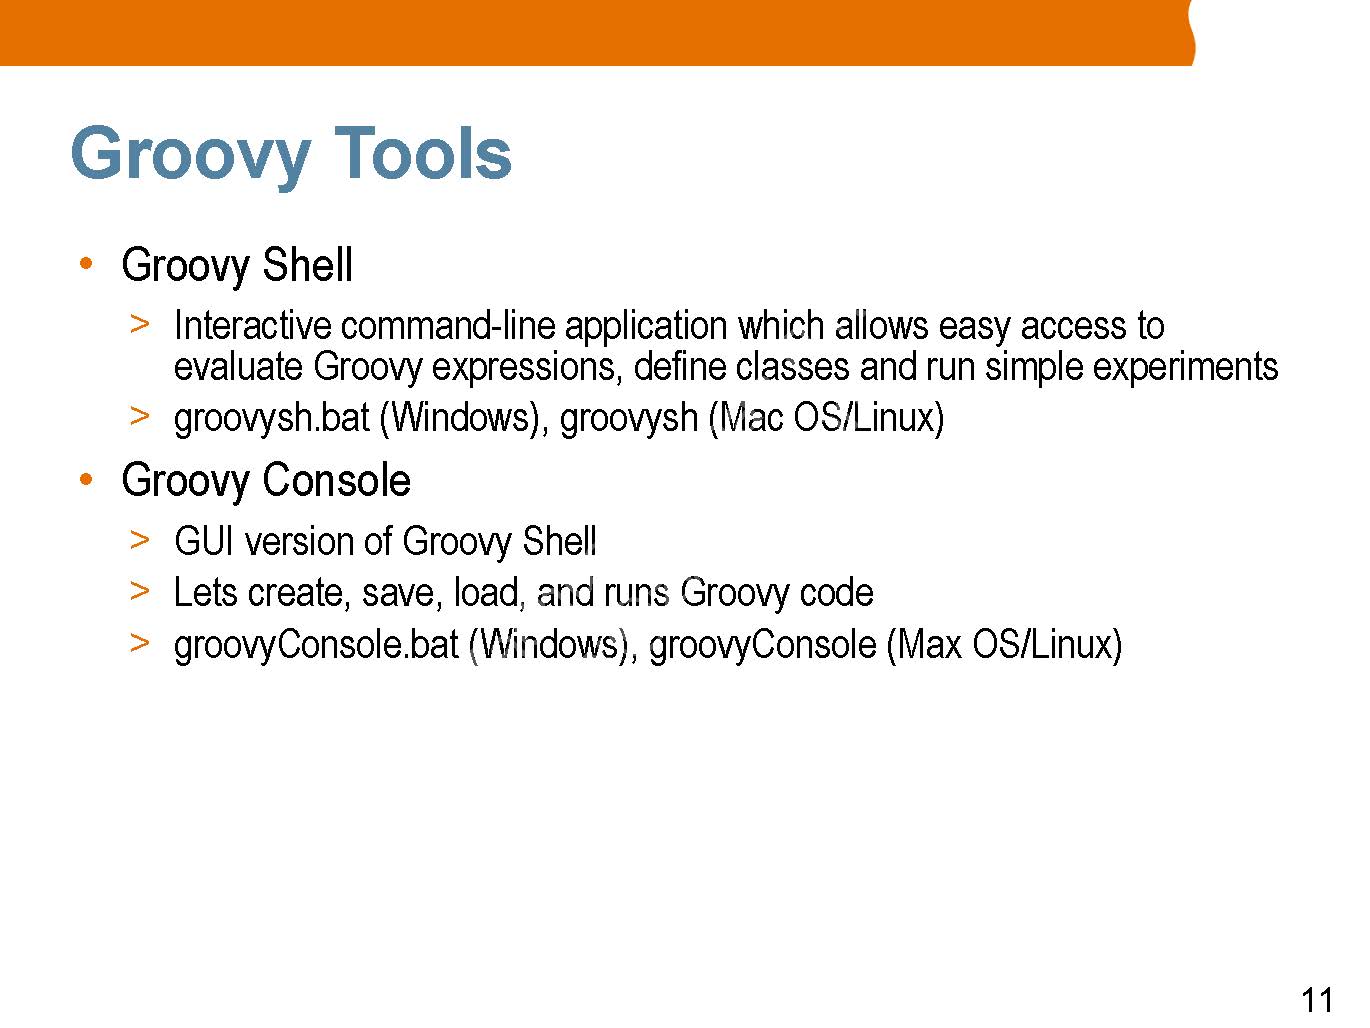 Groovy Tools
• Groovy Shell
> Interactive command-line application which allows easy access to
evaluate Groovy expressions, define classes and run simple experiments
> groovysh.bat (Windows), groovysh (Mac OS/Linux)
• Groovy Console
> GUI version of Groovy Shell
> Lets create, save, load, and runs Groovy code
> groovyConsole.bat (Windows), groovyConsole (Max OS/Linux)
11